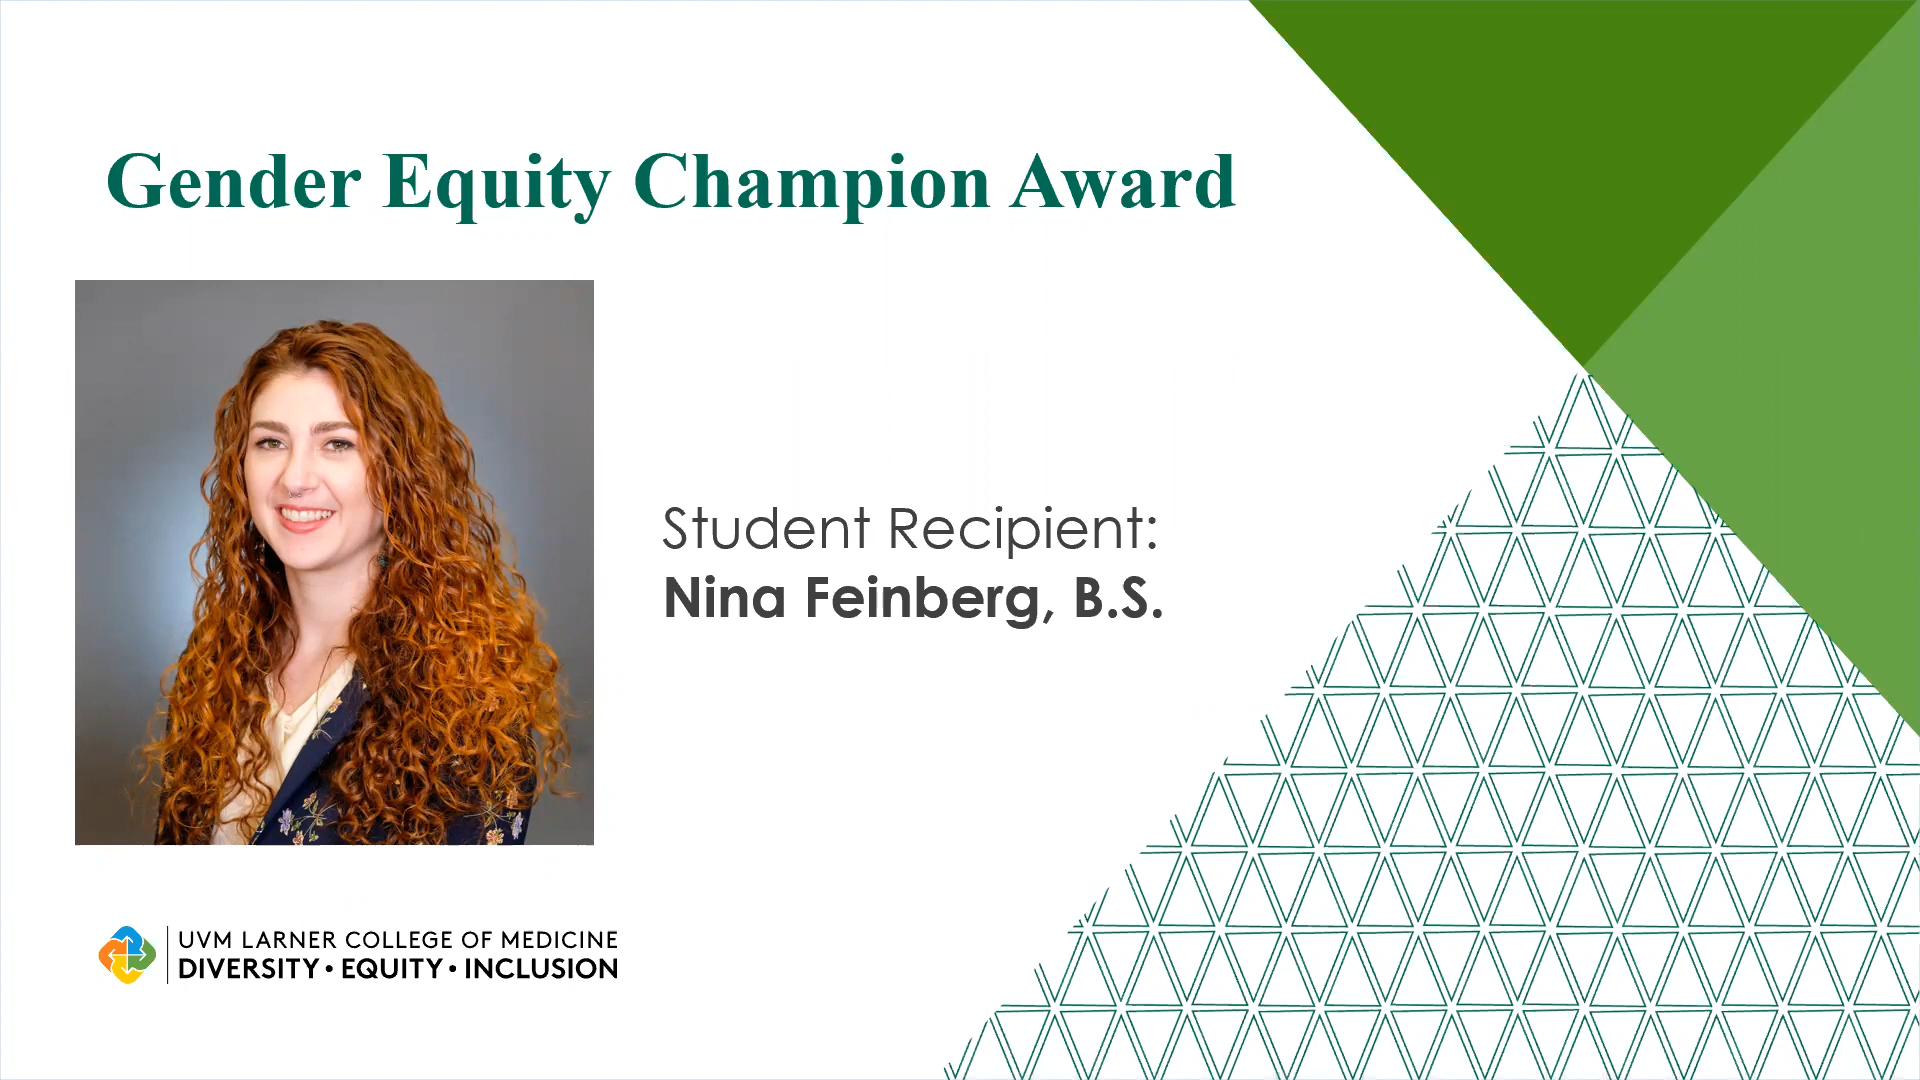 Gender Equity Champion Award
Student Recipient:
Nina Feinberg, B.S.
UVM LARNER COLLEGE OF MEDICINE
DIVERSITY • EQUITY • INCLUSION